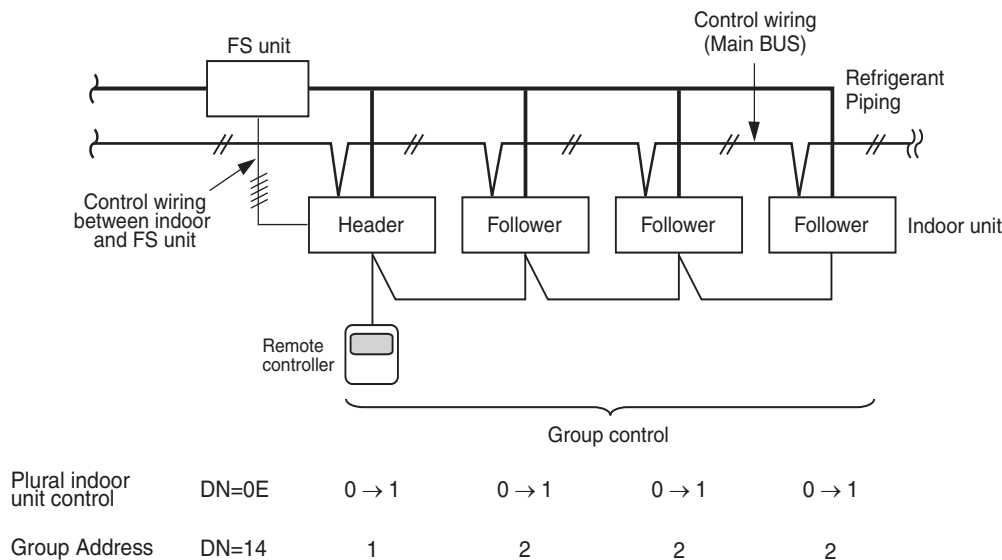 Control wiring
(Main BUS)
FS unit
Refrigerant
Piping
Control wiring
between indoor
and FS unit
Header
Follower
Follower
Follower
Indoor unit
Remote
controller
Group control
Plural indoor
unit control
DN=0E
0 → 1
0 → 1
0 → 1
0 → 1
Group Address
DN=14
1
2
2
2